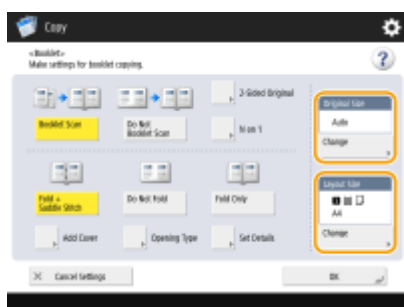 Copy
<Booklet>
Make settings for booklet copying.
?
Booklet Scan
Do Not
Booklet Scan
2-Sided Original
N on 1
Original Size
Auto
Change
Fold +
Saddle Stitch
Do Not Fold
Fold Only
Layout Size
A4
Add Cover
Opening Type
Set Details
Change
Cancel Settings
OK